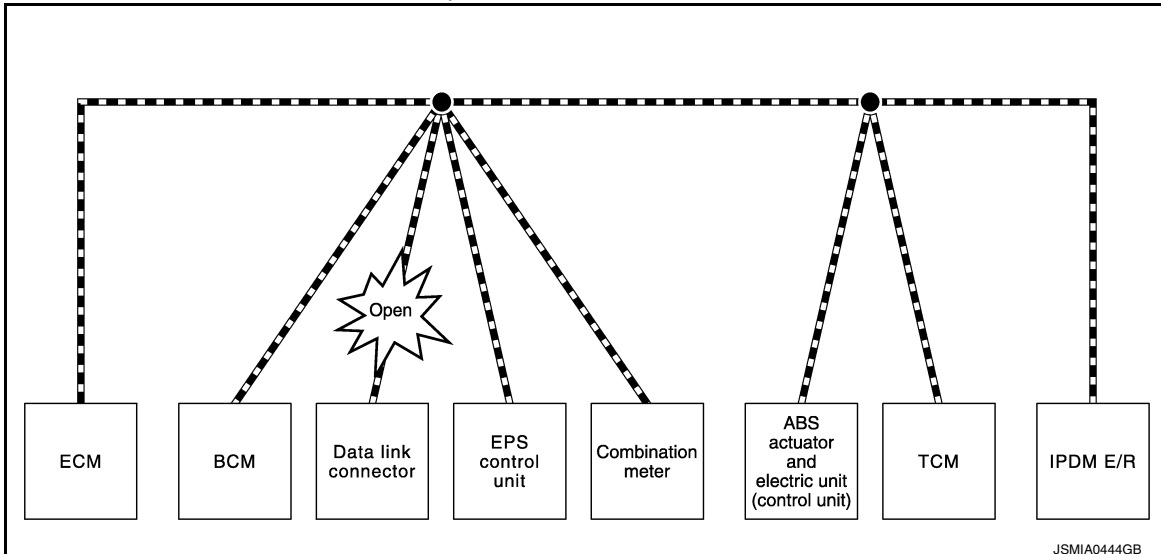 Open
ECM
BCM
Data link
connector
EPS
control
unit
Combination
meter
ABS
actuator
and
electric unit
(control unit)
TCM
IPDM E/R
JSMIA0444GB